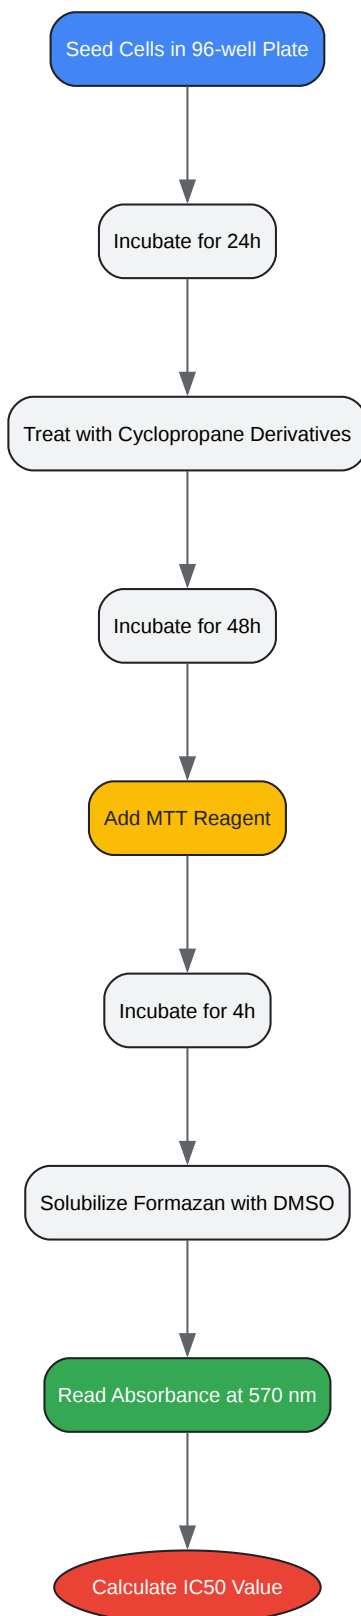 Seed Cells in 96-well Plate
Incubate for 24h
Treat with Cyclopropane Derivatives
Incubate for 48h
Add MTT Reagent
Incubate for 4h
Solubilize Formazan with DMSO
Read Absorbance at 570 nm
Calculate IC50 Value